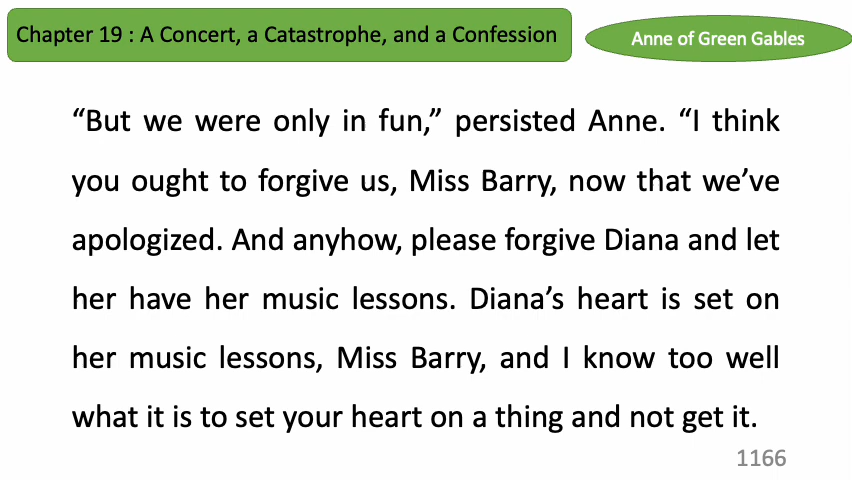 Chapter 19 : A Concert, a Catastrophe, and a Confession
Anne of Green Gables
“But we were only in fun,” persisted Anne. “I think
you ought to forgive us, Miss Barry, now that we’ve
apologized. And anyhow, please forgive Diana and let
her have her music lessons. Diana’s heart is set on
her music lessons, Miss Barry, and I know too well
what it is to set your heart on a thing and not get it.
1166